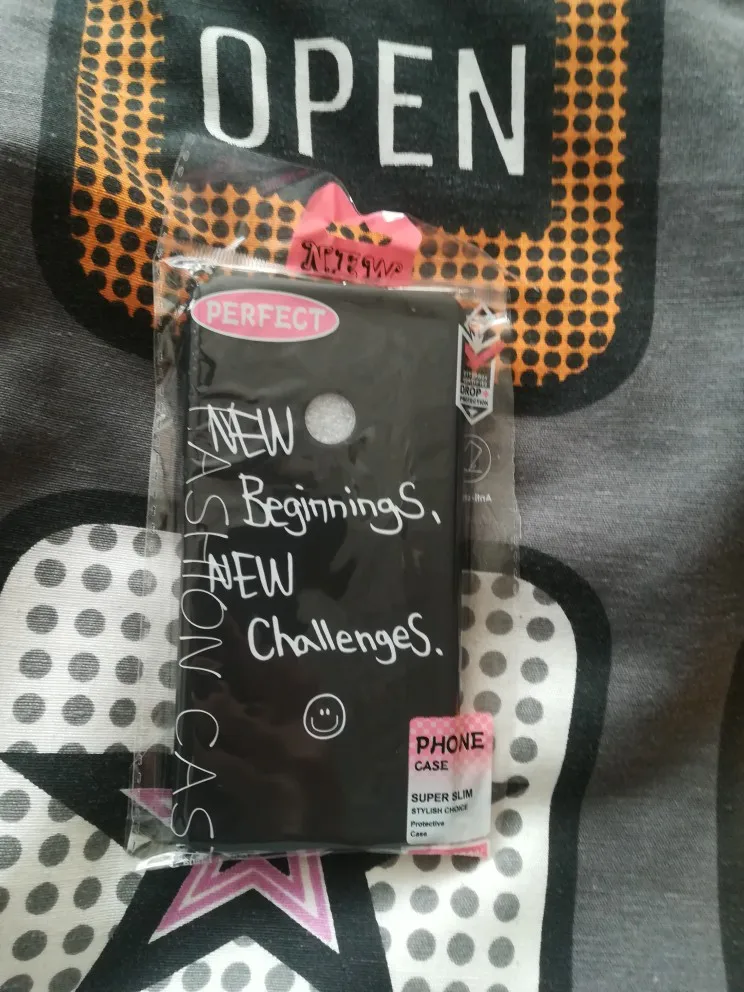 OPEN
NEW
PERFECT
DROP+
PROTECTION
NEW
Beginnings,
NEW
Challenges.
FASHION CAS
PHONE
CASE
SUPER SLIM
STYLISH CHOICE
Protective
Case